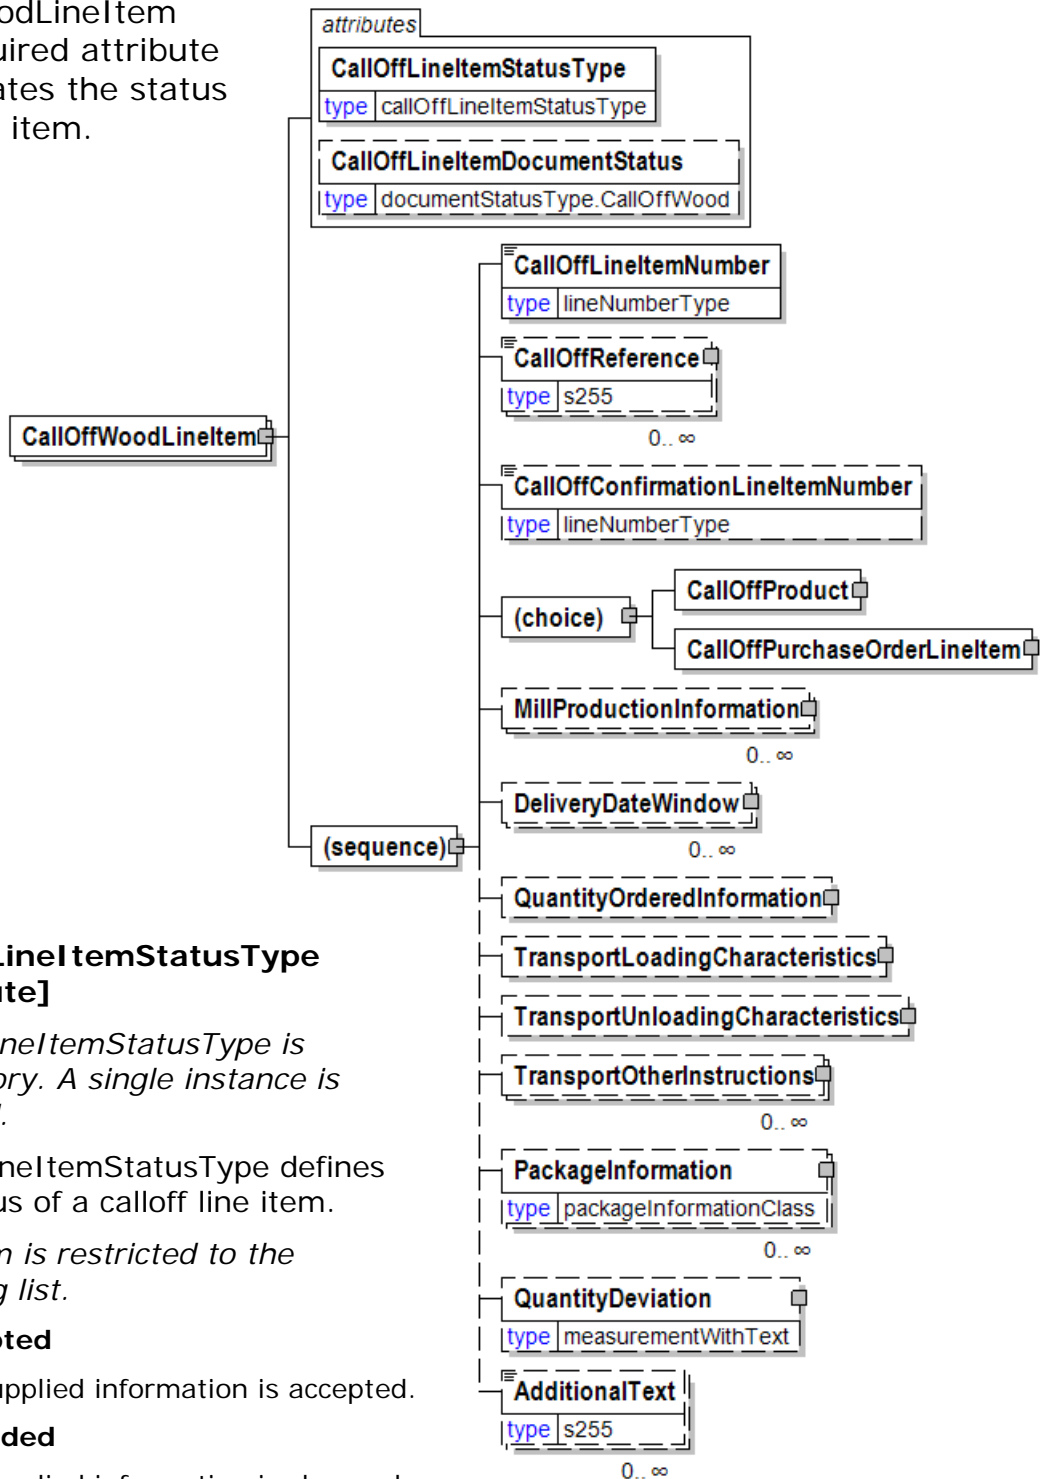 odLineItem
uired attribute
ates the status
item.
attributes
CallOffLineItemStatusType
type callOffLineItemStatusType
CallOffLineItemDocumentStatus
type documentStatusType.CallOffWood
CallOffWoodLineItem
(sequence)
CallOffLineItemNumber
type lineNumberType
CallOffReference
type s255
0.. ∞
CallOffConfirmationLineItemNumber
type lineNumberType
(choice)
CallOffProduct
CallOffPurchaseOrderLineItem
MillProductionInformation
0.. ∞
DeliveryDateWindow
0.. ∞
QuantityOrderedInformation
TransportLoadingCharacteristics
TransportUnloadingCharacteristics
TransportOtherInstructions
0.. ∞
PackageInformation
type packageInformationClass
0.. ∞
QuantityDeviation
type measurementWithText
AdditionalText
type s255
0.. ∞
LineItemStatusType
te]
neItemStatusType is
ory. A single instance is
neItemStatusType defines
us of a calloff line item.
is restricted to the
g list.
pted
upplied information is accepted.
ded